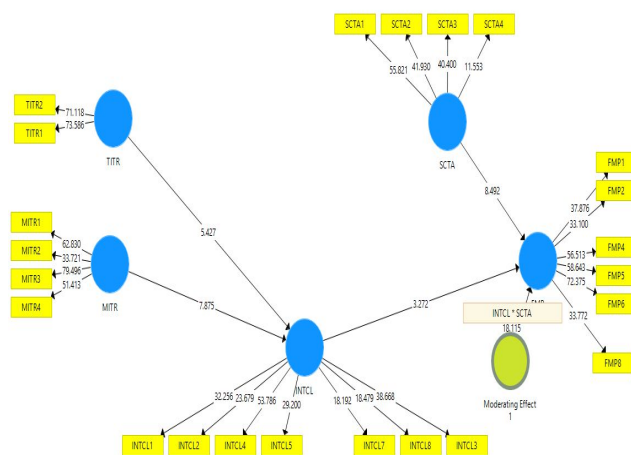 SCTA1 SCTA2 SCTA3 SCTA4
55.821 41.930 40.400 11.553
SCTA
TITR2
TITR1
71.118
73.586
TITR
MITR1
MITR2
MITR3
MITR4
62.830
33.721
79.496
51.413
MITR
5.427
7.875
8.492
3.272
FMP1
FMP2
FMP4
FMP5
FMP6
FMP8
37.876
33.100
56.513
58.643
72.375
33.772
INTCL * SCTA
18.115
Moderating Effect
1
INTCL
32.256 23.679 53.786 29.200 18.192 18.479 38.668
INTCL1 INTCL2 INTCL4 INTCL5 INTCL7 INTCL8 INTCL3